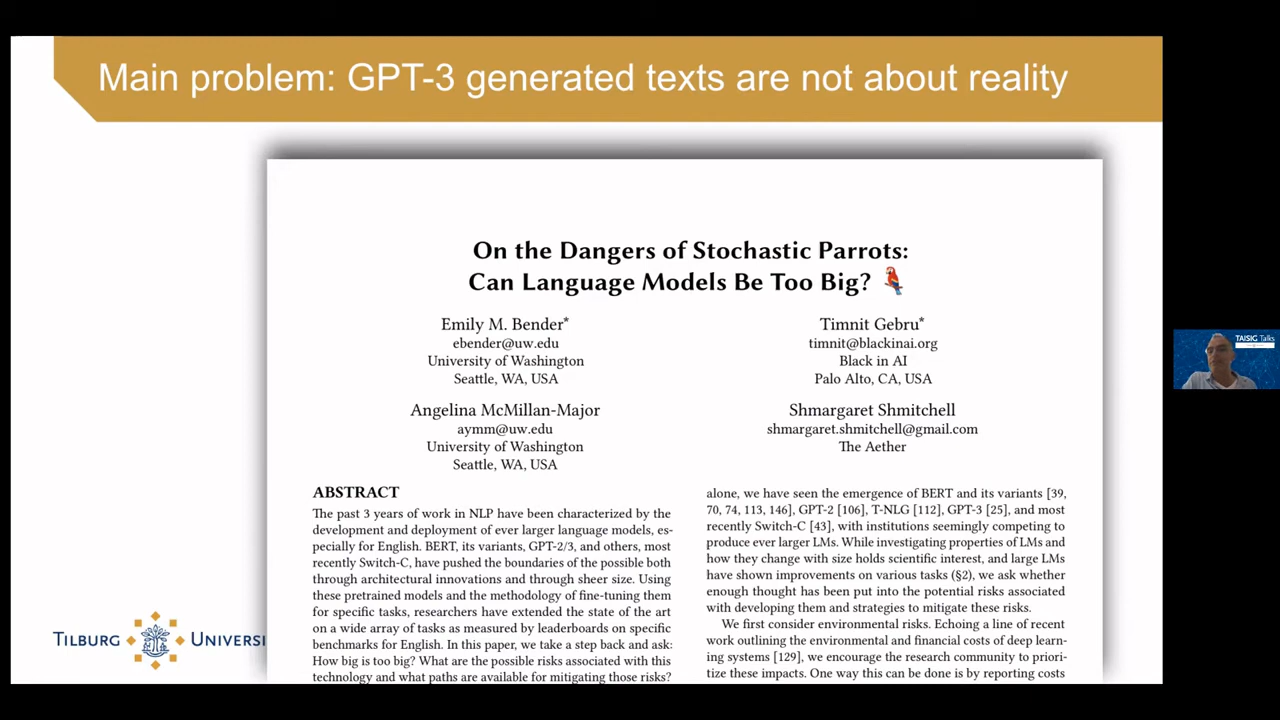 Main problem: GPT-3 generated texts are not about reality
On the Dangers of Stochastic Parrots:
Can Language Models Be Too Big? 🦜
Emily M. Bender*
ebender@uw.edu
University of Washington
Seattle, WA, USA
Timnit Gebru*
timnit@blackinai.org
Black in AI
Palo Alto, CA, USA
Angelina McMillan-Major
aymm@uw.edu
University of Washington
Seattle, WA, USA
Shmargaret Shmitchell
shmargaret.shmitchell@gmail.com
The Aether
ABSTRACT
The past 3 years of work in NLP have been characterized by the
development and deployment of ever larger language models, es-
pecially for English. BERT, its variants, GPT-2/3, and others, most
recently Switch-C, have pushed the boundaries of the possible both
through architectural innovations and through sheer size. Using
these pretrained models and the methodology of fine-tuning them
for specific tasks, researchers have extended the state of the art
on a wide array of tasks as measured by leaderboards on specific
benchmarks for English. In this paper, we take a step back and ask:
How big is too big? What are the possible risks associated with this
technology and what paths are available for mitigating those risks?
alone, we have seen the emergence of BERT and its variants [39,
70, 74, 113, 146], GPT-2 [106], T-NLG [112], GPT-3 [25], and most
recently Switch-C [43], with institutions seemingly competing to
produce ever larger LMs. While investigating properties of LMs and
how they change with size holds scientific interest, and large LMs
have shown improvements on various tasks (§2), we ask whether
enough thought has been put into the potential risks associated
with developing them and strategies to mitigate these risks.
We first consider environmental risks. Echoing a line of recent
work outlining the environmental and financial costs of deep learn-
ing systems [129], we encourage the research community to priori-
tize these impacts. One way this can be done is by reporting costs
TILBURG UNIVERSI
TAISIG Talks